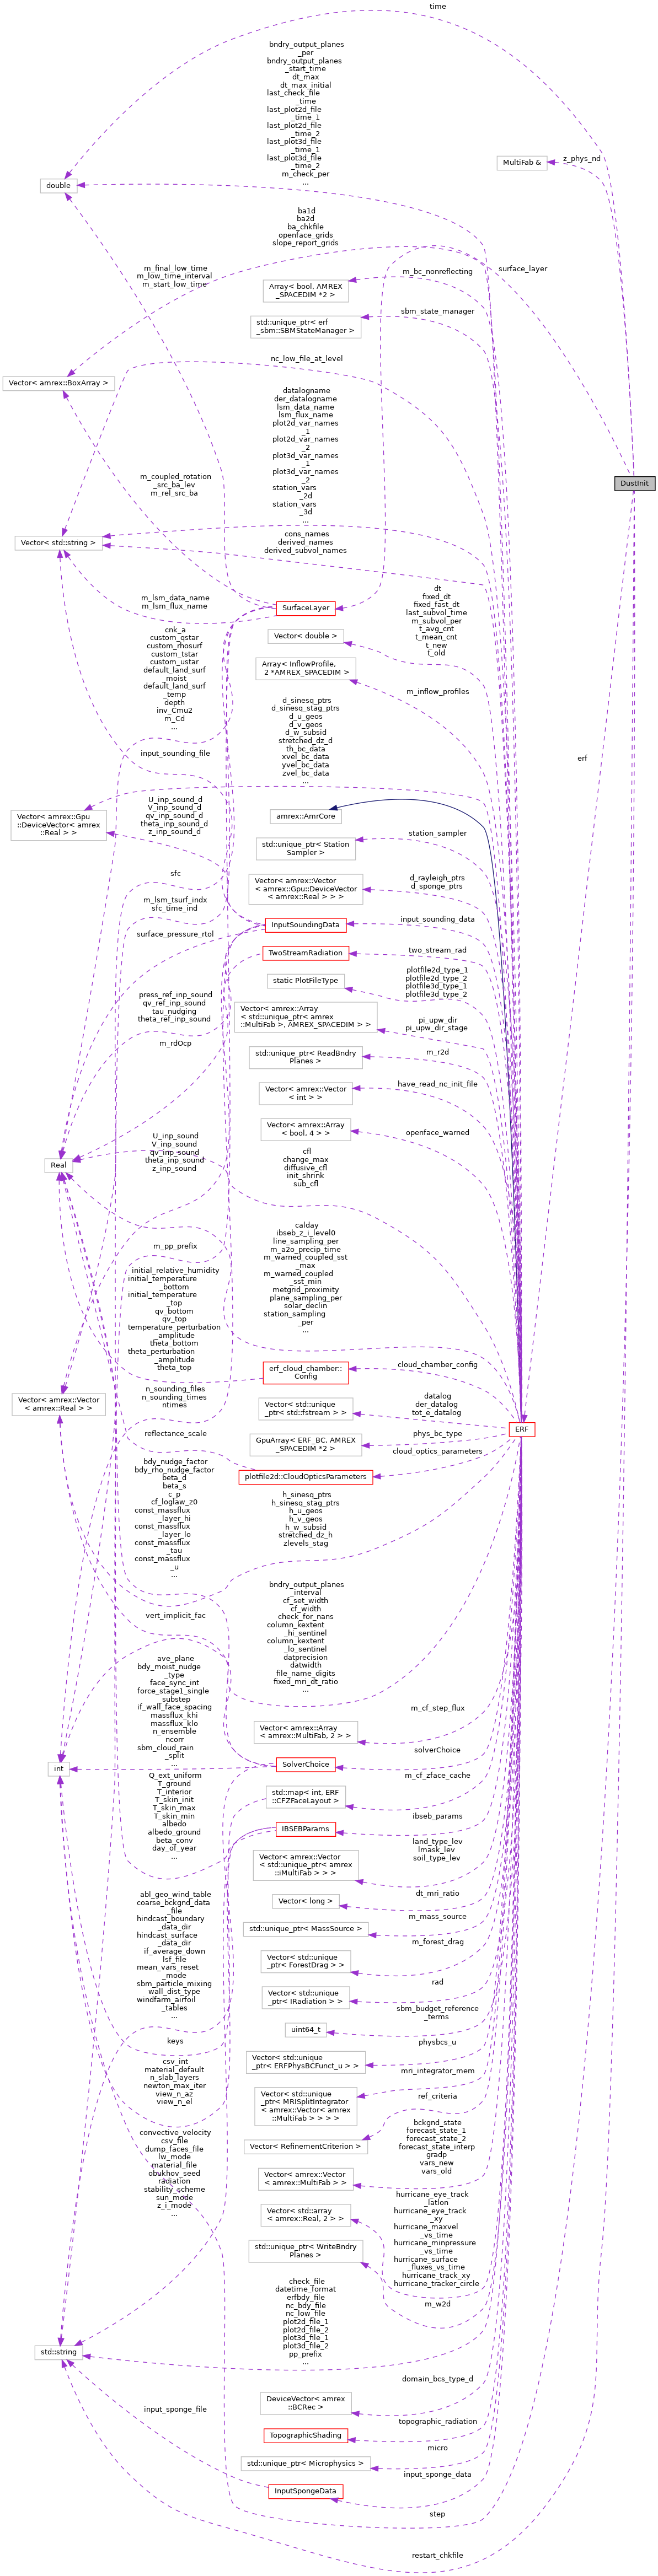 time
bndry_output_planes
_per
bndry_output_planes
_start_time
dt_max
dt_max_initial
last_check_file
_time
last_plot2d_file
_time_1
last_plot2d_file
_time_2
last_plot3d_file
_time_1
last_plot3d_file
_time_2
m_check_per
...
MultiFab &
z_phys_nd
double
ba1d
ba2d
ba_chkfile
openface_grids
slope_report_grids
m_final_low_time
m_low_time_interval
m_start_low_time
m_bc_nonreflecting
surface_layer
Array< bool, AMREX
_SPACEDIM *2 >
sbm_state_manager
std::unique_ptr< erf
_sbm::SBMStateManager >
nc_low_file_at_level
Vector< amrex::BoxArray >
datalogname
der_datalogname
lsm_data_name
lsm_flux_name
plot2d_var_names
_1
plot2d_var_names
_2
plot3d_var_names
_1
plot3d_var_names
_2
station_vars
_2d
station_vars
_3d
...
m_coupled_rotation
_src_ba_lev
m_rel_src_ba
DustInit
cons_names
derived_names
derived_subvol_names
Vector< std::string >
m_lsm_data_name
m_lsm_flux_name
SurfaceLayer
dt
fixed_dt
fixed_fast_dt
last_subvol_time
m_subvol_per
t_avg_cnt
t_mean_cnt
t_new
t_old
Vector< double >
cnk_a
custom_qstar
custom_rhosurf
custom_tstar
custom_ustar
default_land_surf
_moist
default_land_surf
_temp
depth
inv_Cmu2
m_Cd
...
Array< InflowProfile,
2 *AMREX_SPACEDIM >
m_inflow_profiles
d_sinesq_ptrs
d_sinesq_stag_ptrs
d_u_geos
d_v_geos
d_w_subsid
stretched_dz_d
th_bc_data
xvel_bc_data
yvel_bc_data
zvel_bc_data
...
input_sounding_file
erf
Vector< amrex::Gpu
::DeviceVector< amrex
::Real > >
U_inp_sound_d
V_inp_sound_d
qv_inp_sound_d
theta_inp_sound_d
z_inp_sound_d
amrex::AmrCore
station_sampler
std::unique_ptr< Station
Sampler >
sfc
Vector< amrex::Vector
< amrex::Gpu::DeviceVector
< amrex::Real > > >
d_rayleigh_ptrs
d_sponge_ptrs
m_lsm_tsurf_indx
sfc_time_ind
InputSoundingData
input_sounding_data
surface_pressure_rtol
TwoStreamRadiation
two_stream_rad
static PlotFileType
plotfile2d_type_1
plotfile2d_type_2
plotfile3d_type_1
plotfile3d_type_2
press_ref_inp_sound
qv_ref_inp_sound
tau_nudging
theta_ref_inp_sound
Vector< amrex::Array
< std::unique_ptr< amrex
::MultiFab >, AMREX_SPACEDIM > >
pi_upw_dir
pi_upw_dir_stage
m_rdOcp
std::unique_ptr< ReadBndry
Planes >
m_r2d
Vector< amrex::Vector
< int > >
have_read_nc_init_file
Vector< amrex::Array
< bool, 4 > >
openface_warned
U_inp_sound
V_inp_sound
qv_inp_sound
theta_inp_sound
z_inp_sound
Real
cfl
change_max
diffusive_cfl
init_shrink
sub_cfl
m_pp_prefix
calday
ibseb_z_i_level0
line_sampling_per
m_a2o_precip_time
m_warned_coupled_sst
_max
m_warned_coupled
_sst_min
metgrid_proximity
plane_sampling_per
solar_declin
station_sampling
_per
...
initial_relative_humidity
initial_temperature
_bottom
initial_temperature
_top
qv_bottom
qv_top
temperature_perturbation
_amplitude
theta_bottom
theta_perturbation
_amplitude
theta_top
erf_cloud_chamber::
Config
cloud_chamber_config
Vector< amrex::Vector
< amrex::Real > >
n_sounding_files
n_sounding_times
ntimes
Vector< std::unique
_ptr< std::fstream > >
datalog
der_datalog
tot_e_datalog
ERF
reflectance_scale
GpuArray< ERF_BC, AMREX
_SPACEDIM *2 >
phys_bc_type
plotfile2d::CloudOpticsParameters
cloud_optics_parameters
bdy_nudge_factor
bdy_rho_nudge_factor
beta_d
beta_s
c_p
cf_loglaw_z0
const_massflux
_layer_hi
const_massflux
_layer_lo
const_massflux
_tau
const_massflux
_u
...
h_sinesq_ptrs
h_sinesq_stag_ptrs
h_u_geos
h_v_geos
h_w_subsid
stretched_dz_h
zlevels_stag
bndry_output_planes
_interval
cf_set_width
cf_width
check_for_nans
column_kextent
_hi_sentinel
column_kextent
_lo_sentinel
datprecision
datwidth
file_name_digits
fixed_mri_dt_ratio
...
vert_implicit_fac
m_cf_step_flux
Vector< amrex::Array
< amrex::MultiFab, 2 > >
ave_plane
bdy_moist_nudge
_type
face_sync_int
force_stage1_single
_substep
if_wall_face_spacing
massflux_khi
massflux_klo
n_ensemble
ncorr
sbm_cloud_rain
_split
...
solverChoice
SolverChoice
int
m_cf_zface_cache
std::map< int, ERF
::CFZFaceLayout >
Q_ext_uniform
T_ground
T_interior
T_skin_init
T_skin_max
T_skin_min
albedo
albedo_ground
beta_conv
day_of_year
...
ibseb_params
IBSEBParams
land_type_lev
lmask_lev
soil_type_lev
Vector< amrex::Vector
< std::unique_ptr< amrex
::iMultiFab > > >
dt_mri_ratio
Vector< long >
abl_geo_wind_table
coarse_bckgnd_data
_file
hindcast_boundary
_data_dir
hindcast_surface
_data_dir
if_average_down
lsf_file
mean_vars_reset
_mode
sbm_particle_mixing
wall_dist_type
windfarm_airfoil
_tables
...
m_mass_source
std::unique_ptr< MassSource >
m_forest_drag
Vector< std::unique
_ptr< ForestDrag > >
rad
Vector< std::unique
_ptr< IRadiation > >
sbm_budget_reference
_terms
uint64_t
keys
physbcs_u
Vector< std::unique
_ptr< ERFPhysBCFunct_u > >
csv_int
material_default
n_slab_layers
newton_max_iter
view_n_az
view_n_el
mri_integrator_mem
Vector< std::unique
_ptr< MRISplitIntegrator
< amrex::Vector< amrex
::MultiFab > > > >
ref_criteria
Vector< RefinementCriterion >
convective_velocity
csv_file
dump_faces_file
lw_mode
material_file
obukhov_seed
radiation
stability_scheme
sun_mode
z_i_mode
...
bckgnd_state
forecast_state_1
forecast_state_2
forecast_state_interp
gradp
vars_new
vars_old
Vector< amrex::Vector
< amrex::MultiFab > >
Vector< std::array
< amrex::Real, 2 > >
hurricane_eye_track
_latlon
hurricane_eye_track
_xy
hurricane_maxvel
_vs_time
hurricane_minpressure
_vs_time
hurricane_surface
_fluxes_vs_time
hurricane_track_xy
hurricane_tracker_circle
std::unique_ptr< WriteBndry
Planes >
m_w2d
std::string
check_file
datetime_format
erfbdy_file
nc_bdy_file
nc_low_file
plot2d_file_1
plot2d_file_2
plot3d_file_1
plot3d_file_2
pp_prefix
...
domain_bcs_type_d
DeviceVector< amrex
::BCRec >
input_sponge_file
topographic_radiation
TopographicShading
micro
std::unique_ptr< Microphysics >
input_sponge_data
InputSpongeData
step
restart_chkfile